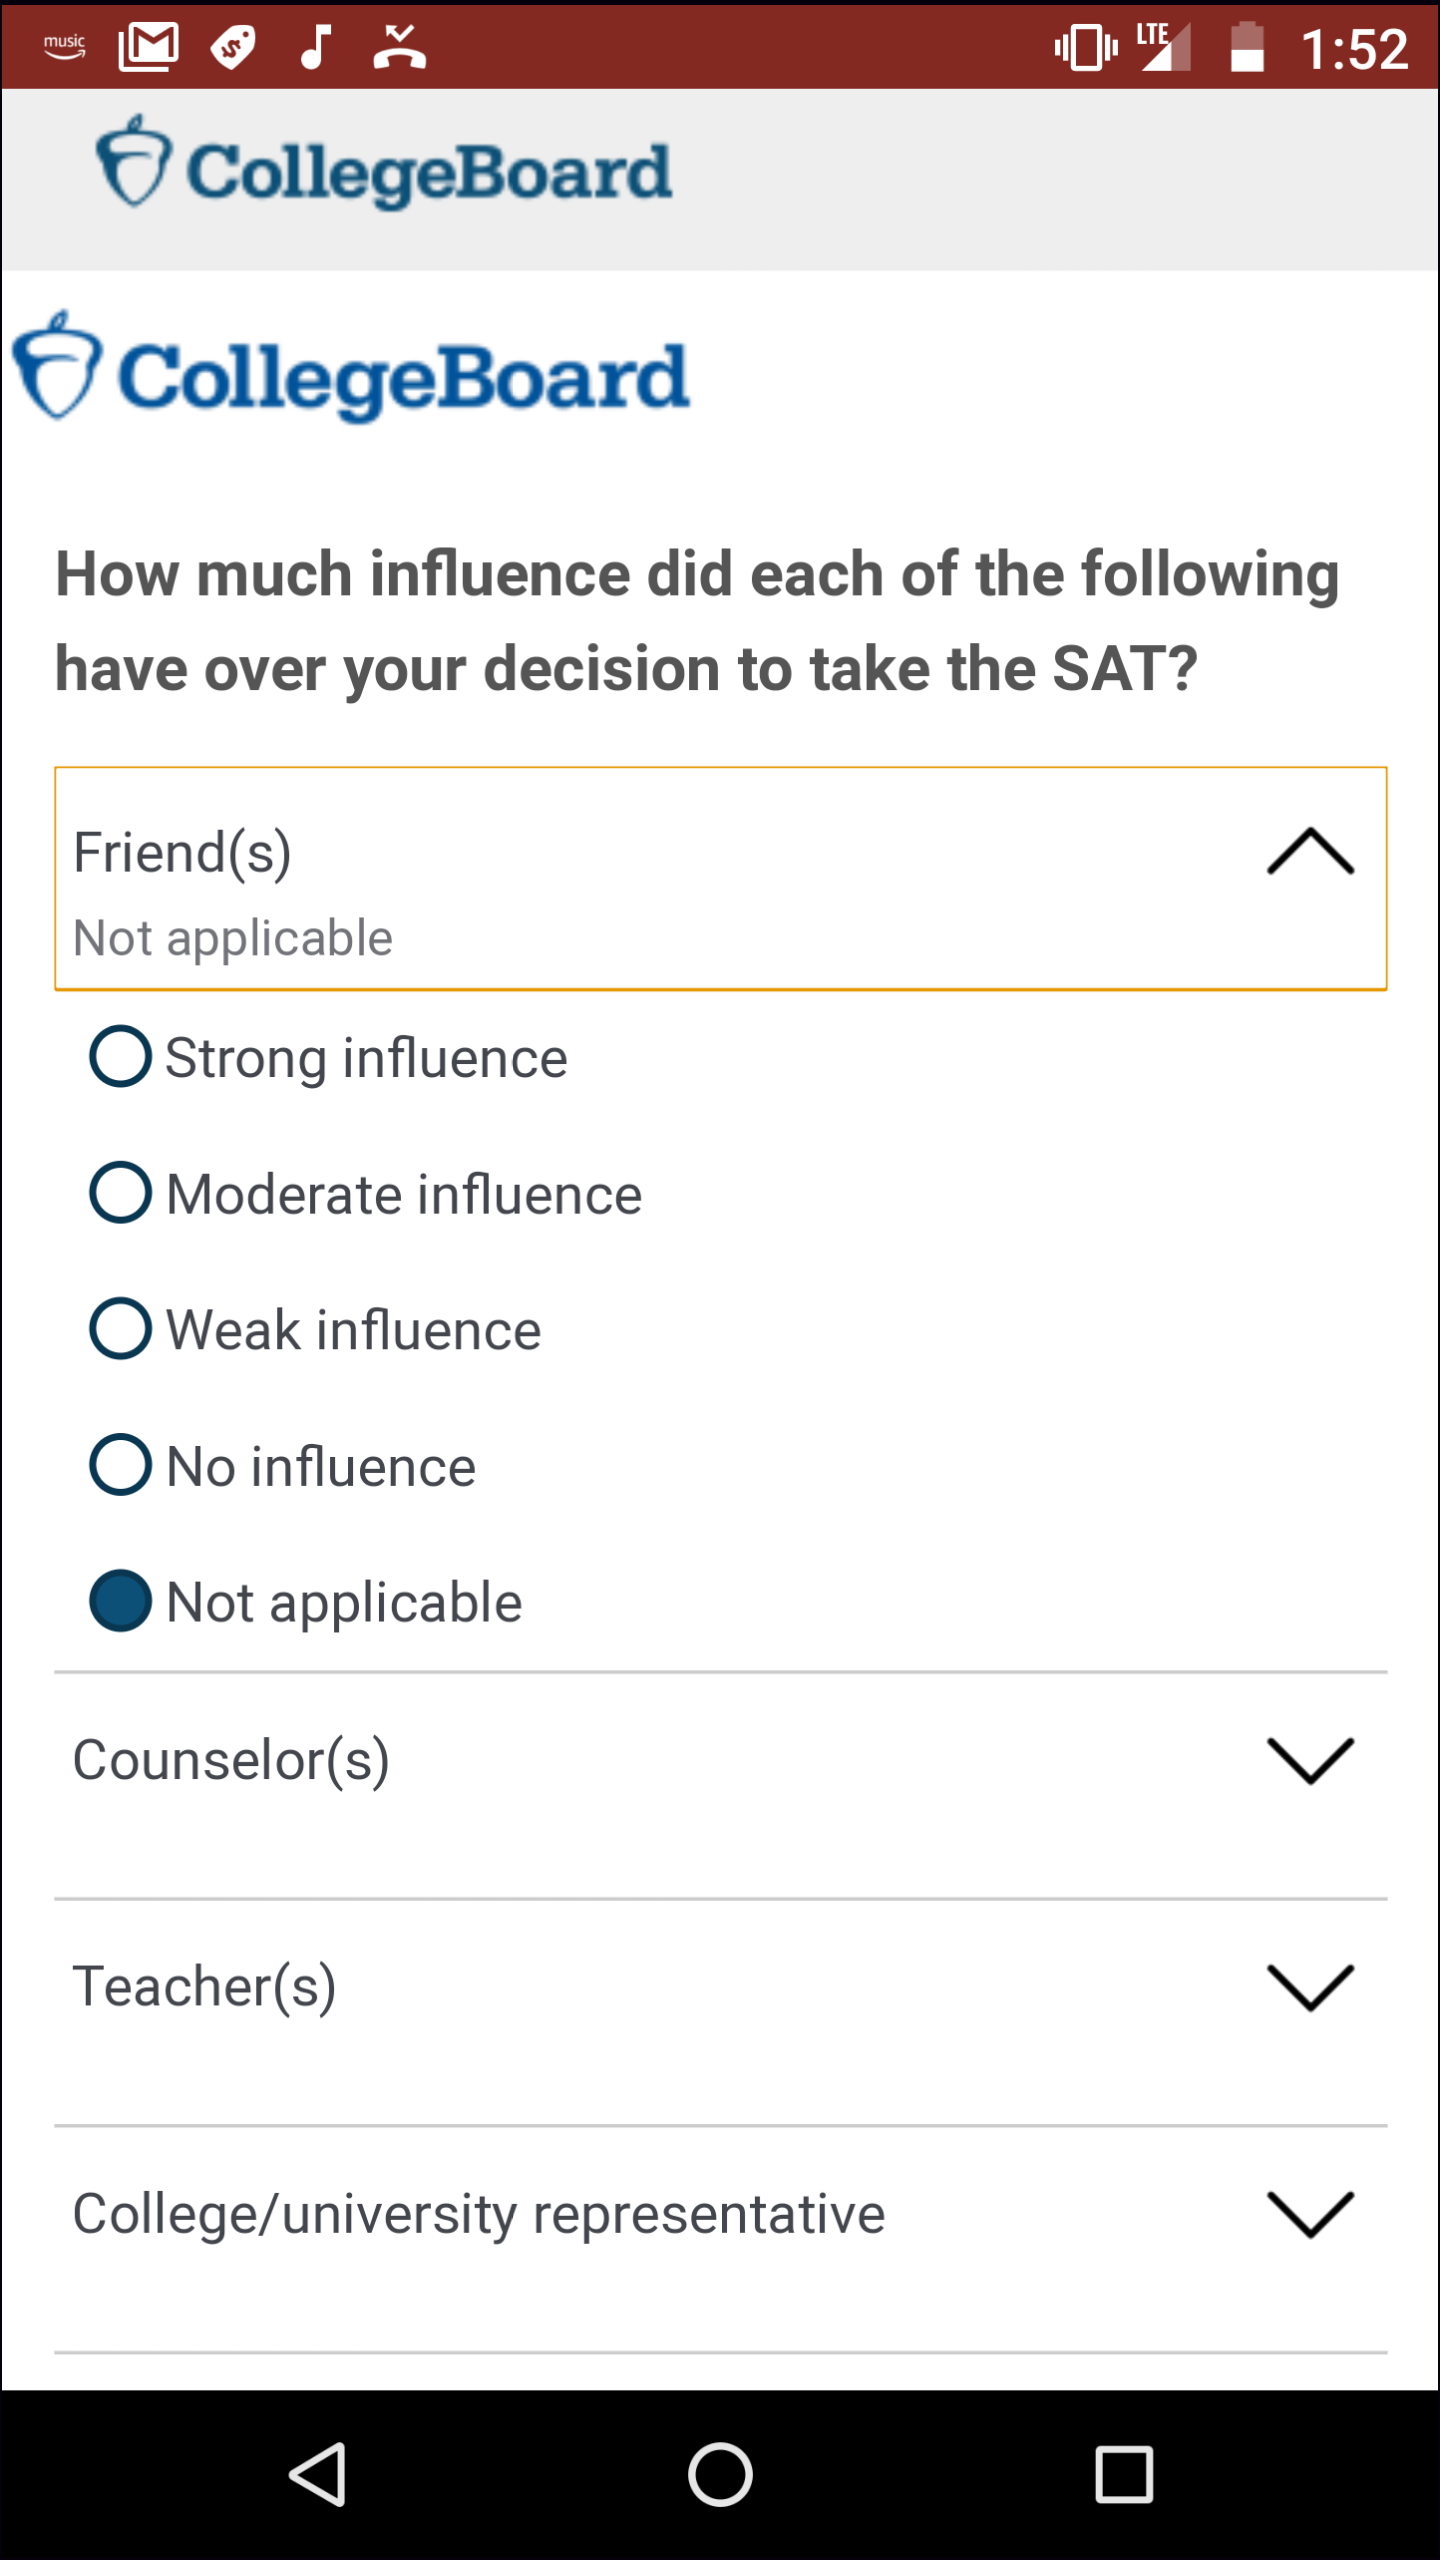 music LTE 1:52
CollegeBoard
CollegeBoard
How much influence did each of the following
have over your decision to take the SAT?
Friend(s)
Not applicable
Strong influence
Moderate influence
Weak influence
No influence
Not applicable
Counselor(s)
Teacher(s)
College/university representative